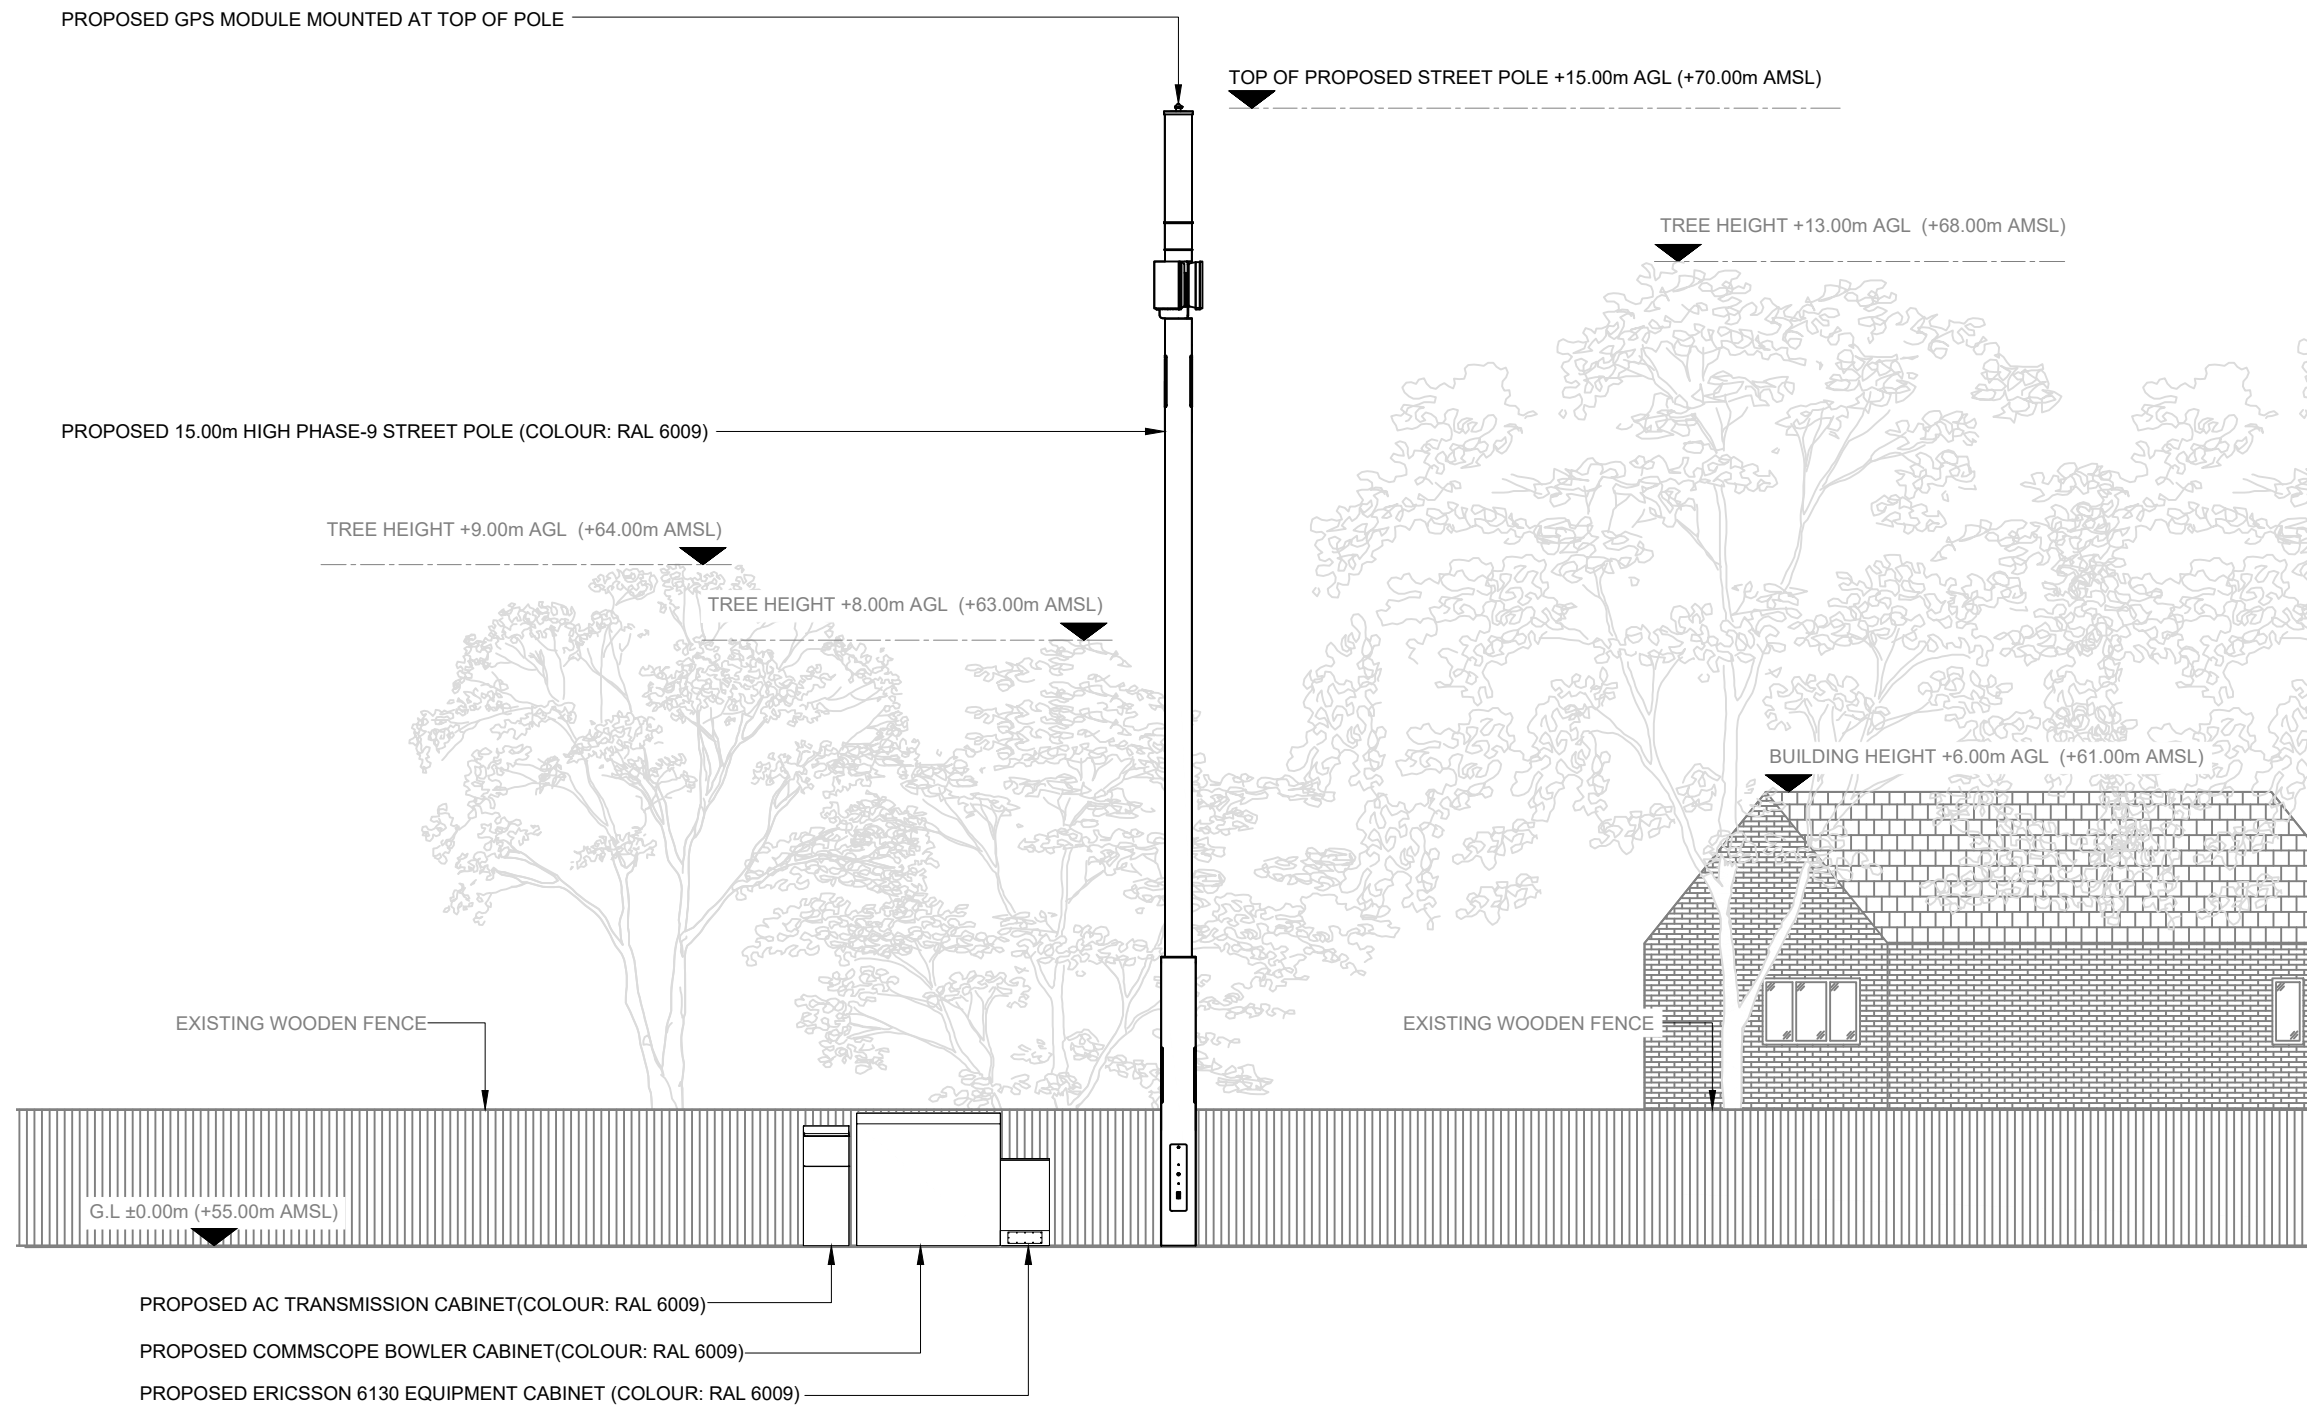 PROPOSED GPS MODULE MOUNTED AT TOP OF POLE
TOP OF PROPOSED STREET POLE +15.00m AGL (+70.00m AMSL)
TREE HEIGHT +13.00m AGL (+68.00m AMSL)
PROPOSED 15.00m HIGH PHASE-9 STREET POLE (COLOUR: RAL 6009)
TREE HEIGHT +9.00m AGL (+64.00m AMSL)
TREE HEIGHT +8.00m AGL (+63.00m AMSL)
BUILDING HEIGHT +6.00m AGL (+61.00m AMSL)
EXISTING WOODEN FENCE
EXISTING WOODEN FENCE
G.L ±0.00m (+55.00m AMSL)
PROPOSED AC TRANSMISSION CABINET(COLOUR: RAL 6009)
PROPOSED COMMSCOPE BOWLER CABINET(COLOUR: RAL 6009)
PROPOSED ERICSSON 6130 EQUIPMENT CABINET (COLOUR: RAL 6009)